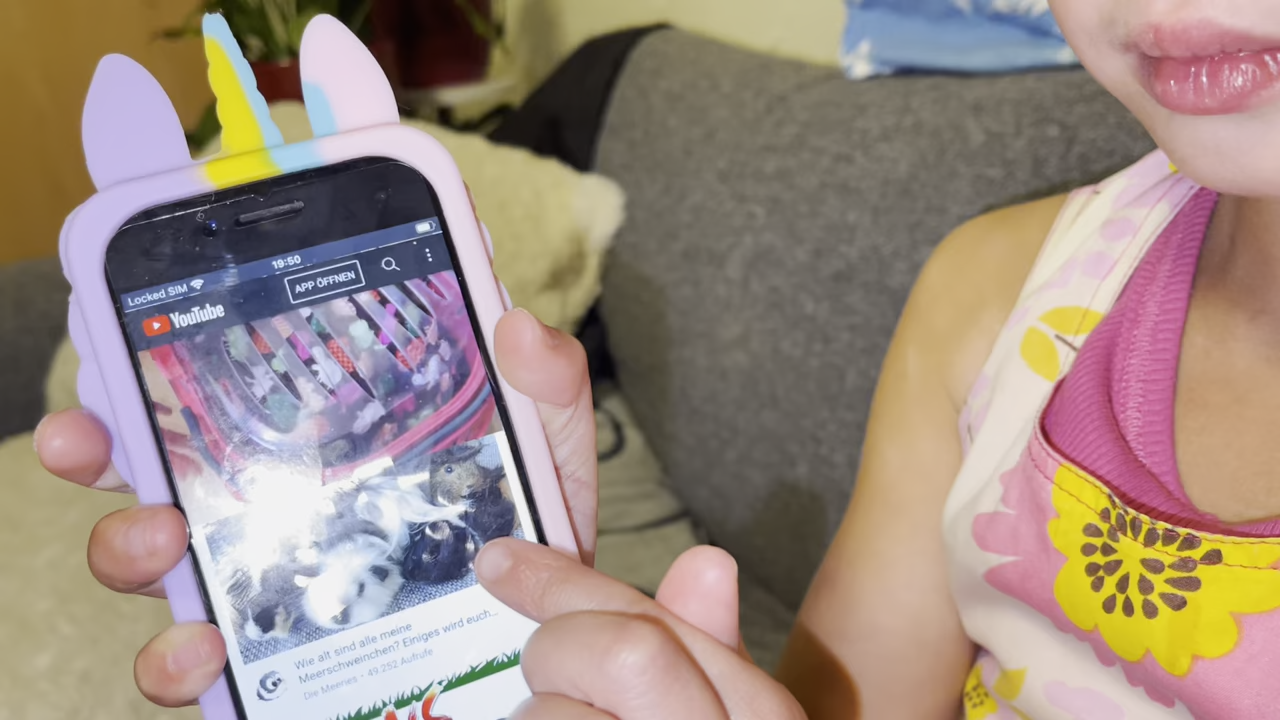 19:50
Locked SIM
YouTube
APP ÖFFNEN
Wie alt sind alle meine
Meerschweinchen? Einiges wird euch...
Die Meenes • 49.252 Aufrufe